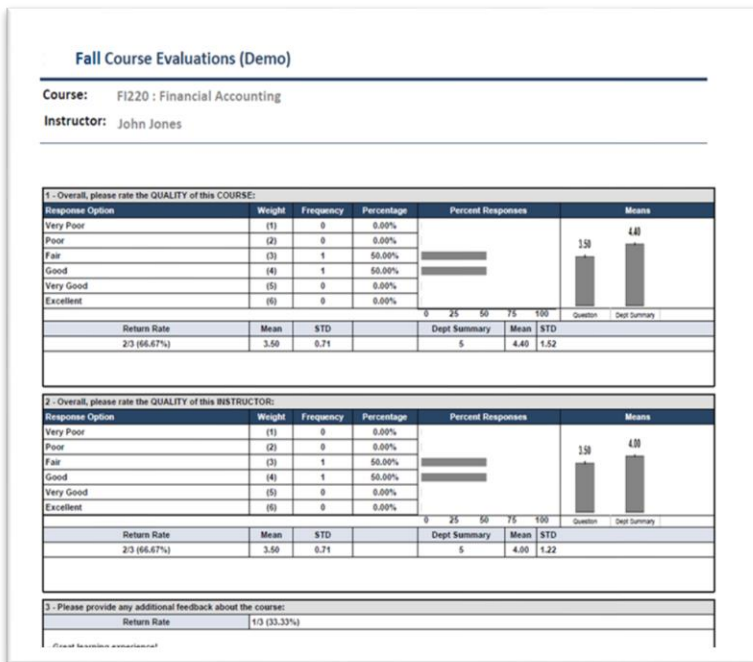 Fall Course Evaluations (Demo)
Course: FI220 : Financial Accounting
Instructor: John Jones
1 - Overall, please rate the QUALITY of this COURSE:
Response Option Weight Frequency Percentage Percent Responses Means
Very Poor (1) 0 0.00%
Poor (2) 0 0.00%
Fair (3) 1 50.00%
Good (4) 1 50.00%
Very Good (5) 0 0.00%
Excellent (6) 0 0.00%
3.50 4.40
0 25 50 75 100 Question Dept Summary
Return Rate Mean STD Dept Summary Mean STD
2/3 (66.67%) 3.50 0.71 5 4.40 1.52
2 - Overall, please rate the QUALITY of this INSTRUCTOR:
Response Option Weight Frequency Percentage Percent Responses Means
Very Poor (1) 0 0.00%
Poor (2) 0 0.00%
Fair (3) 1 50.00%
Good (4) 1 50.00%
Very Good (5) 0 0.00%
Excellent (6) 0 0.00%
3.50 4.00
0 25 50 75 100 Question Dept Summary
Return Rate Mean STD Dept Summary Mean STD
2/3 (66.67%) 3.50 0.71 5 4.00 1.22
3 - Please provide any additional feedback about the course:
Return Rate 1/3 (33.33%)
Great learning experience!